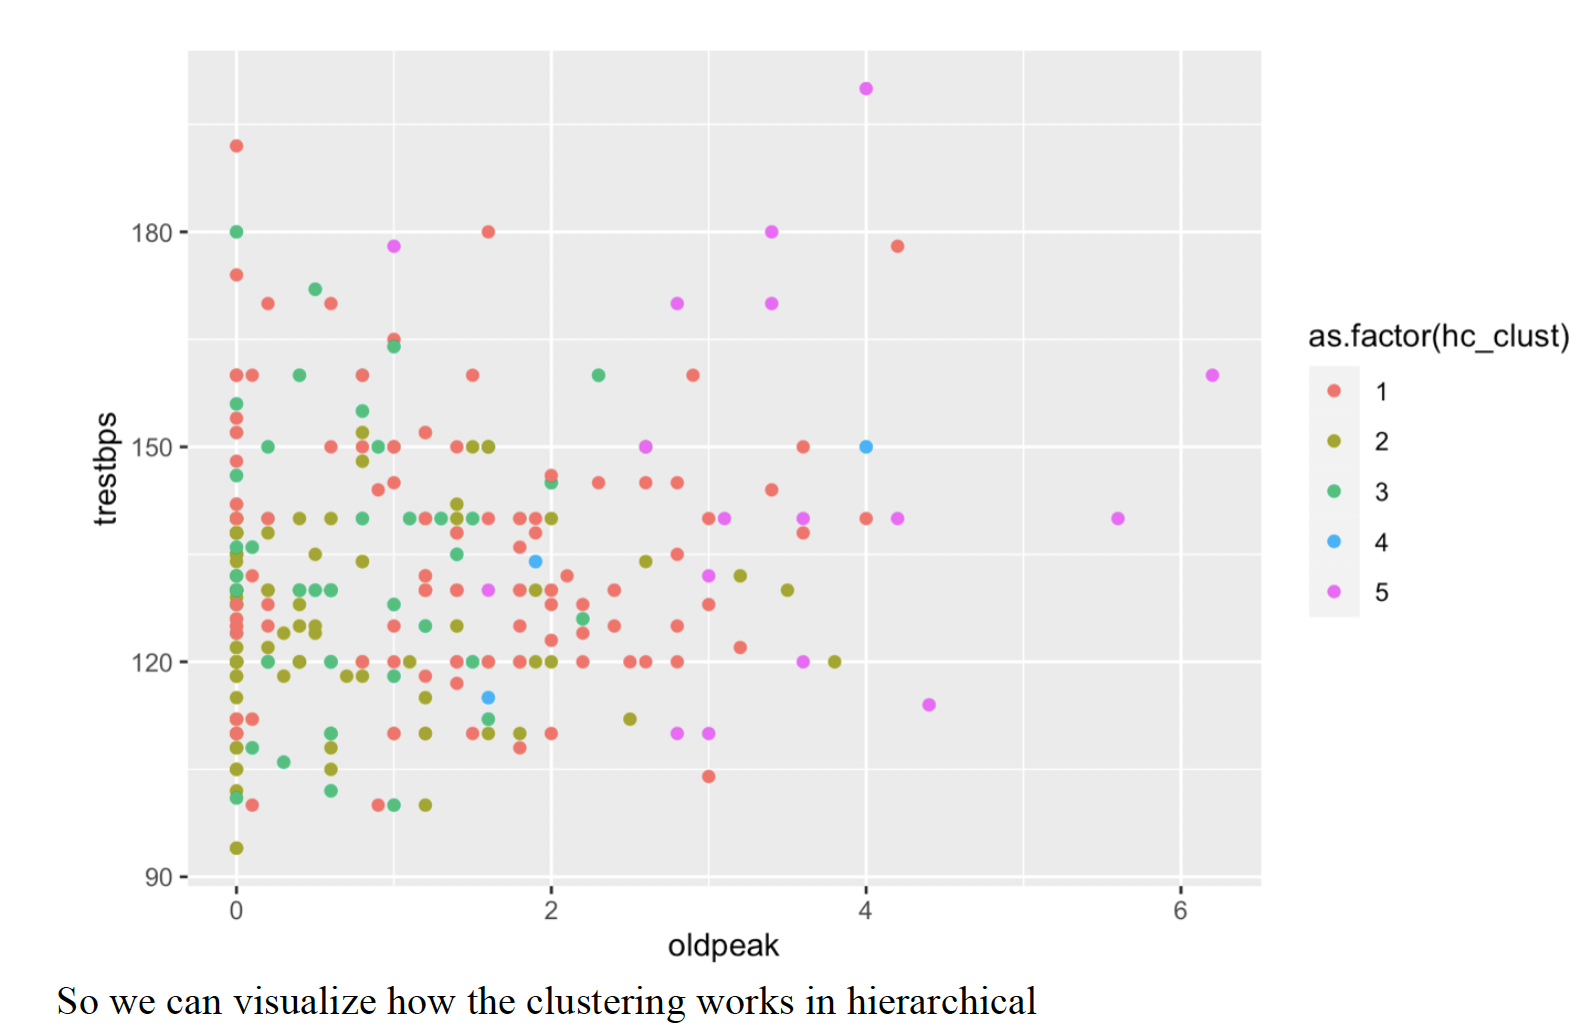 180
150
120
90
trestbps
0 2 4 6
oldpeak
as.factor(hc_clust)
1
2
3
4
5
So we can visualize how the clustering works in hierarchical